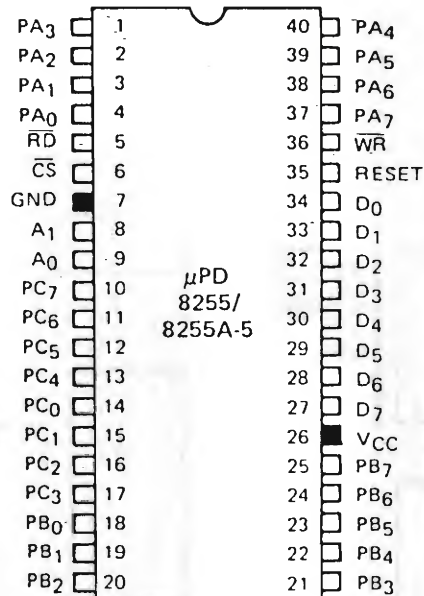 PA3 1 40 PA4
PA2 2 39 PA5
PA1 3 38 PA6
PA0 4 37 PA7
RD 5 36 WR
CS 6 35 RESET
GND 7 34 D0
A1 8 33 D1
A0 9 32 D2
PC7 10 31 D3
PC6 11 30 D4
PC5 12 29 D5
PC4 13 28 D6
PC0 14 27 D7
PC1 15 26 VCC
PC2 16 25 PB7
PC3 17 24 PB6
PB0 18 23 PB5
PB1 19 22 PB4
PB2 20 21 PB3
μPD
8255/
8255A-5